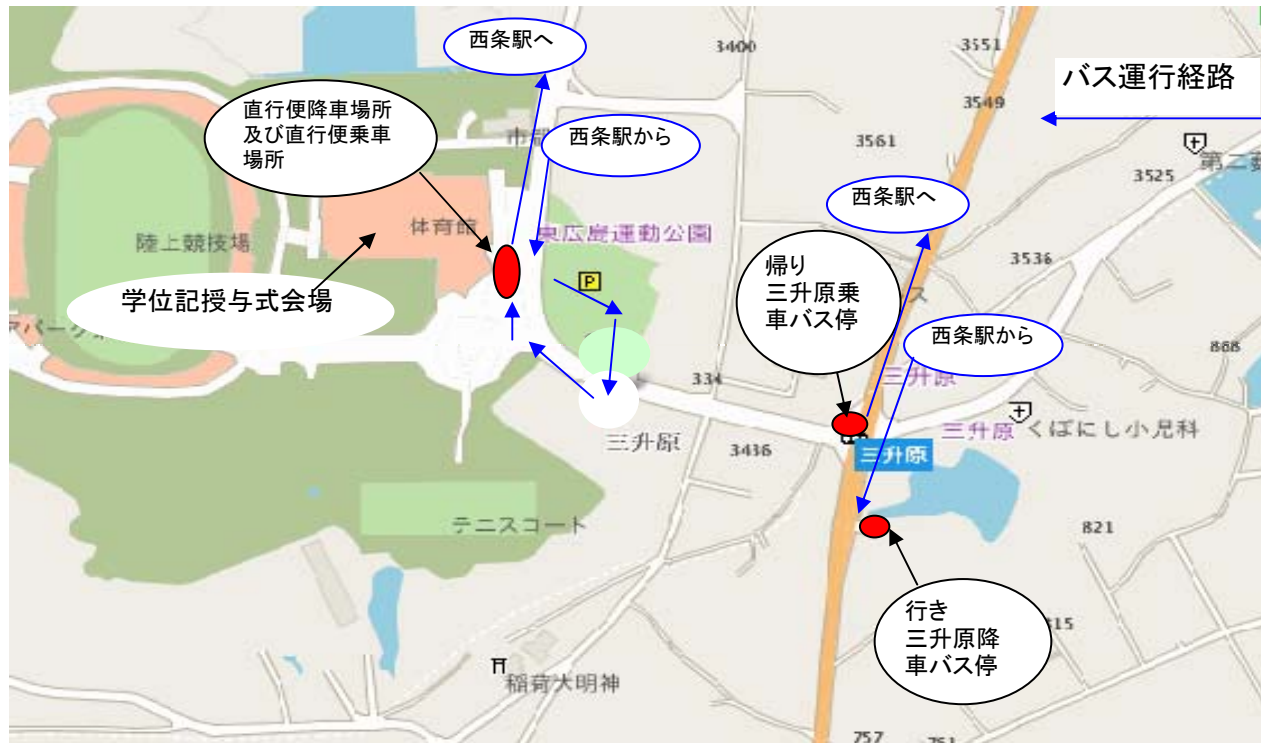 西条駅へ
3400
3551
バス運行経路
3549
直行便降車場所
及び直行便乗車
場所
西条駅から
3561
第二
3525
西条駅へ
体育館
東広島運動公園
陸上競技場
P
3536
帰り
三升原乗
車バス停
ス
学位記授与式会場
西条駅から
868
334
三升原
三升原
くぼにし小児科
三升原
3436
三升原
テニスコート
821
行き
三升原降
車バス停
815
稲荷大明神
757
751